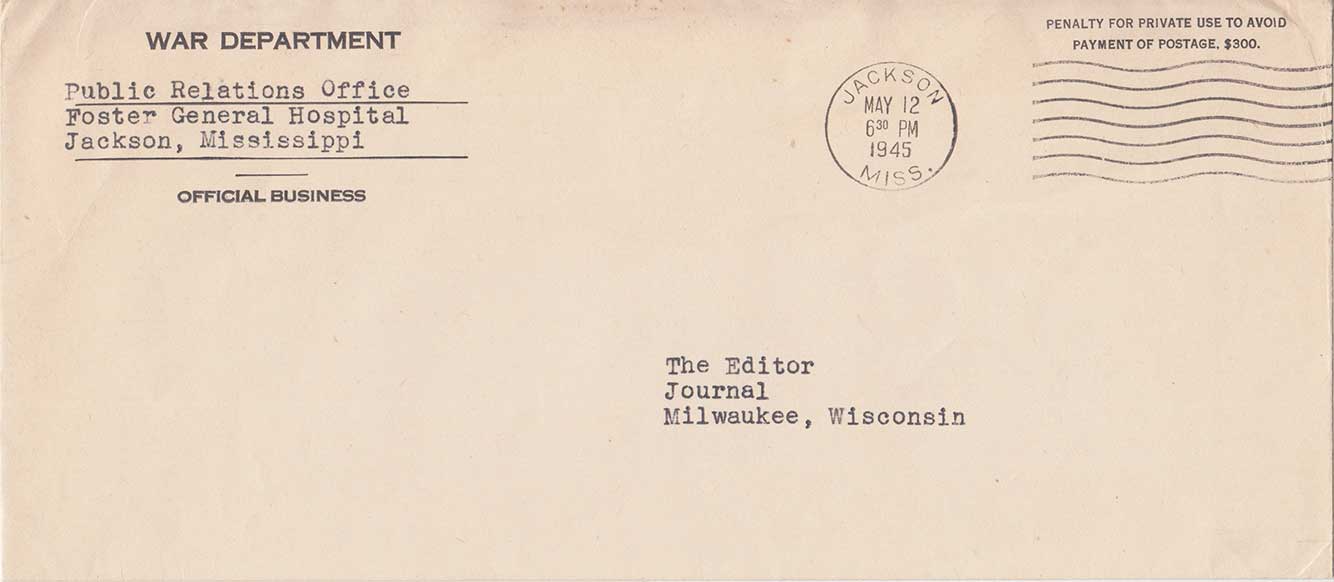 WAR DEPARTMENT
Public Relations Office
Foster General Hospital
Jackson, Mississippi
OFFICIAL BUSINESS
JACKSON
MAY 12
6 30 PM
1945
MISS.
PENALTY FOR PRIVATE USE TO AVOID
PAYMENT OF POSTAGE, $300.
The Editor
Journal
Milwaukee, Wisconsin